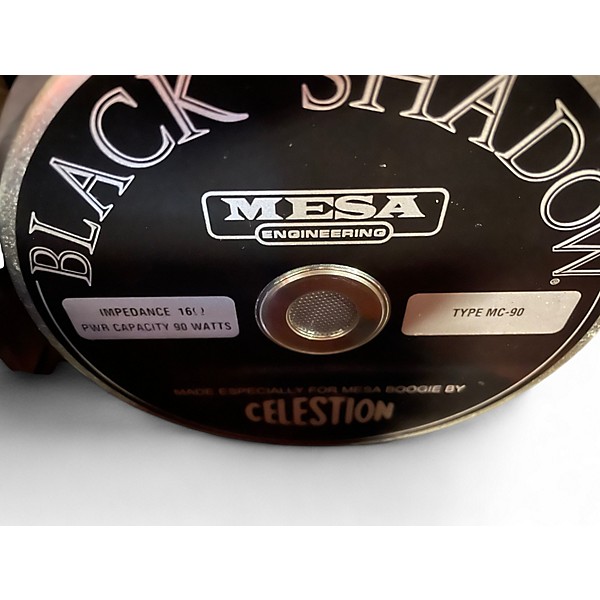 BLACK SHADOW®
MESA
ENGINEERING
IMPEDANCE 16Ω
PWR CAPACITY 90 WATTS
TYPE MC-90
MADE ESPECIALLY FOR MESA BOOGIE BY
CELESTION